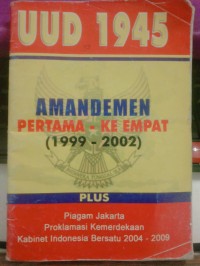 UUD 1945
AMANDEMEN
PERTAMA - KE EMPAT
(1999 - 2002)
PLUS
Piagam Jakarta
Proklamasi Kemerdekaan
Kabinet Indonesia Bersatu 2004 - 2009